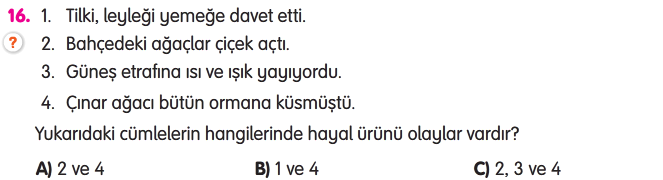 16. 1. Tilki, leyleği yemeğe davet etti.
? 2. Bahçedeki ağaçlar çiçek açtı.
3. Güneş etrafına ısı ve ışık yayıyordu.
4. Çınar ağacı bütün ormana küsmüştü.
Yukarıdaki cümlelerin hangilerinde hayal ürünü olaylar vardır?
A) 2 ve 4 B) 1 ve 4 C) 2, 3 ve 4